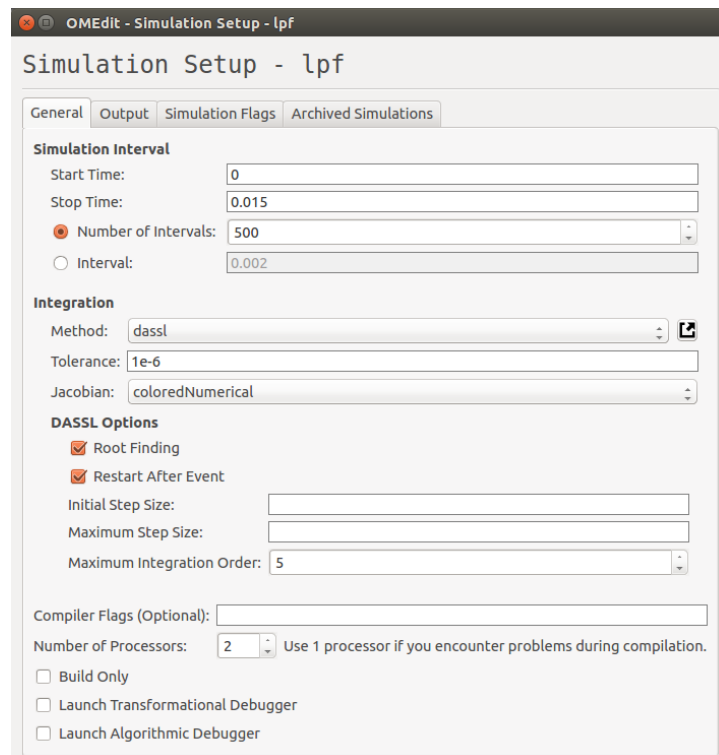 OMEdit - Simulation Setup - lpf
Simulation Setup - lpf
General Output Simulation Flags Archived Simulations
Simulation Interval
Start Time: 0
Stop Time: 0.015
Number of Intervals: 500
Interval: 0.002
Integration
Method: dassl
Tolerance: 1e-6
Jacobian: coloredNumerical
DASSL Options
Root Finding
Restart After Event
Initial Step Size:
Maximum Step Size:
Maximum Integration Order: 5
Compiler Flags (Optional):
Number of Processors: 2 Use 1 processor if you encounter problems during compilation.
Build Only
Launch Transformational Debugger
Launch Algorithmic Debugger